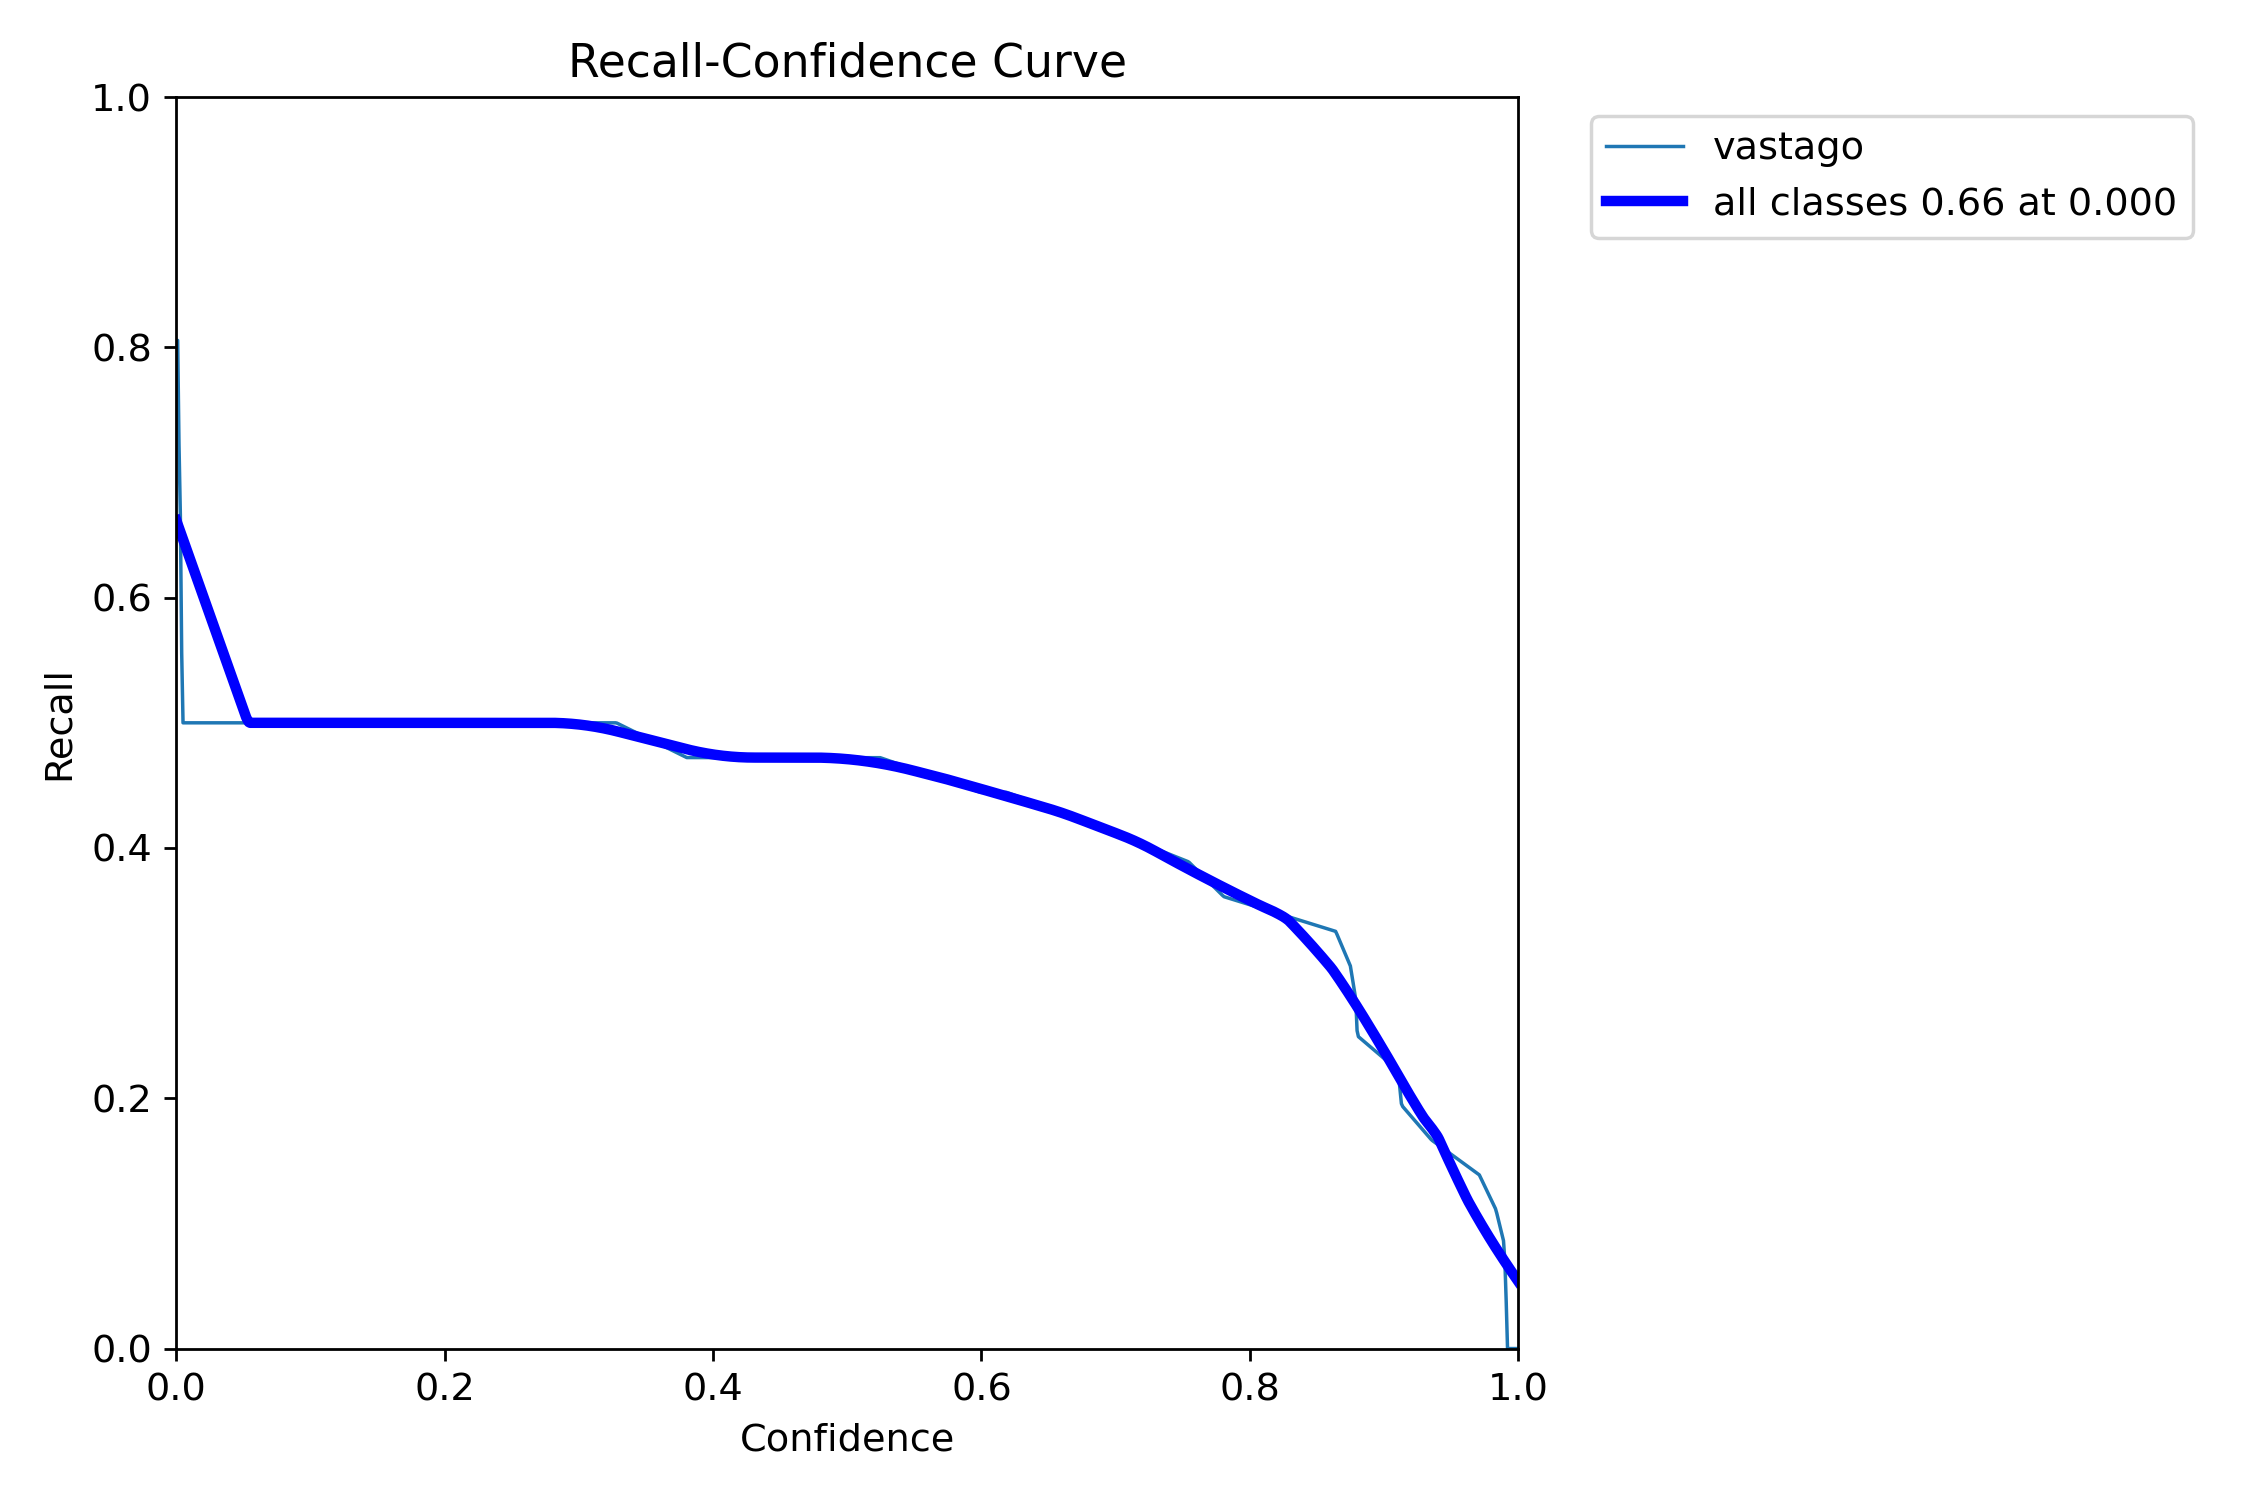 Recall-Confidence Curve
1.0
0.8
0.6
0.4
0.2
0.0
Recall
0.0 0.2 0.4 0.6 0.8 1.0
Confidence
vastago
all classes 0.66 at 0.000